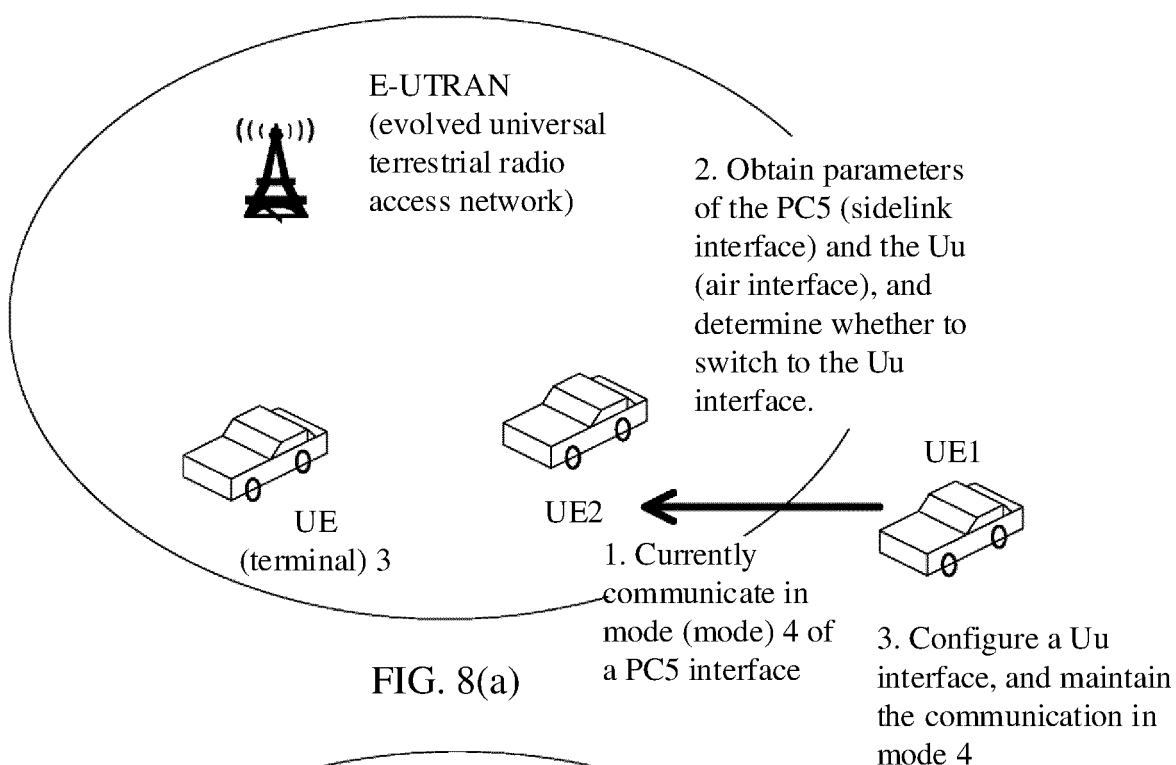 E-UTRAN
(evolved universal
terrestrial radio
access network)
2. Obtain parameters
of the PC5 (sidelink
interface) and the Uu
(air interface), and
determine whether to
switch to the Uu
interface.
UE1
UE2
UE
(terminal) 3
1. Currently
communicate in
mode (mode) 4 of
a PC5 interface
3. Configure a Uu
interface, and maintain
the communication in
mode 4
FIG. 8(a)